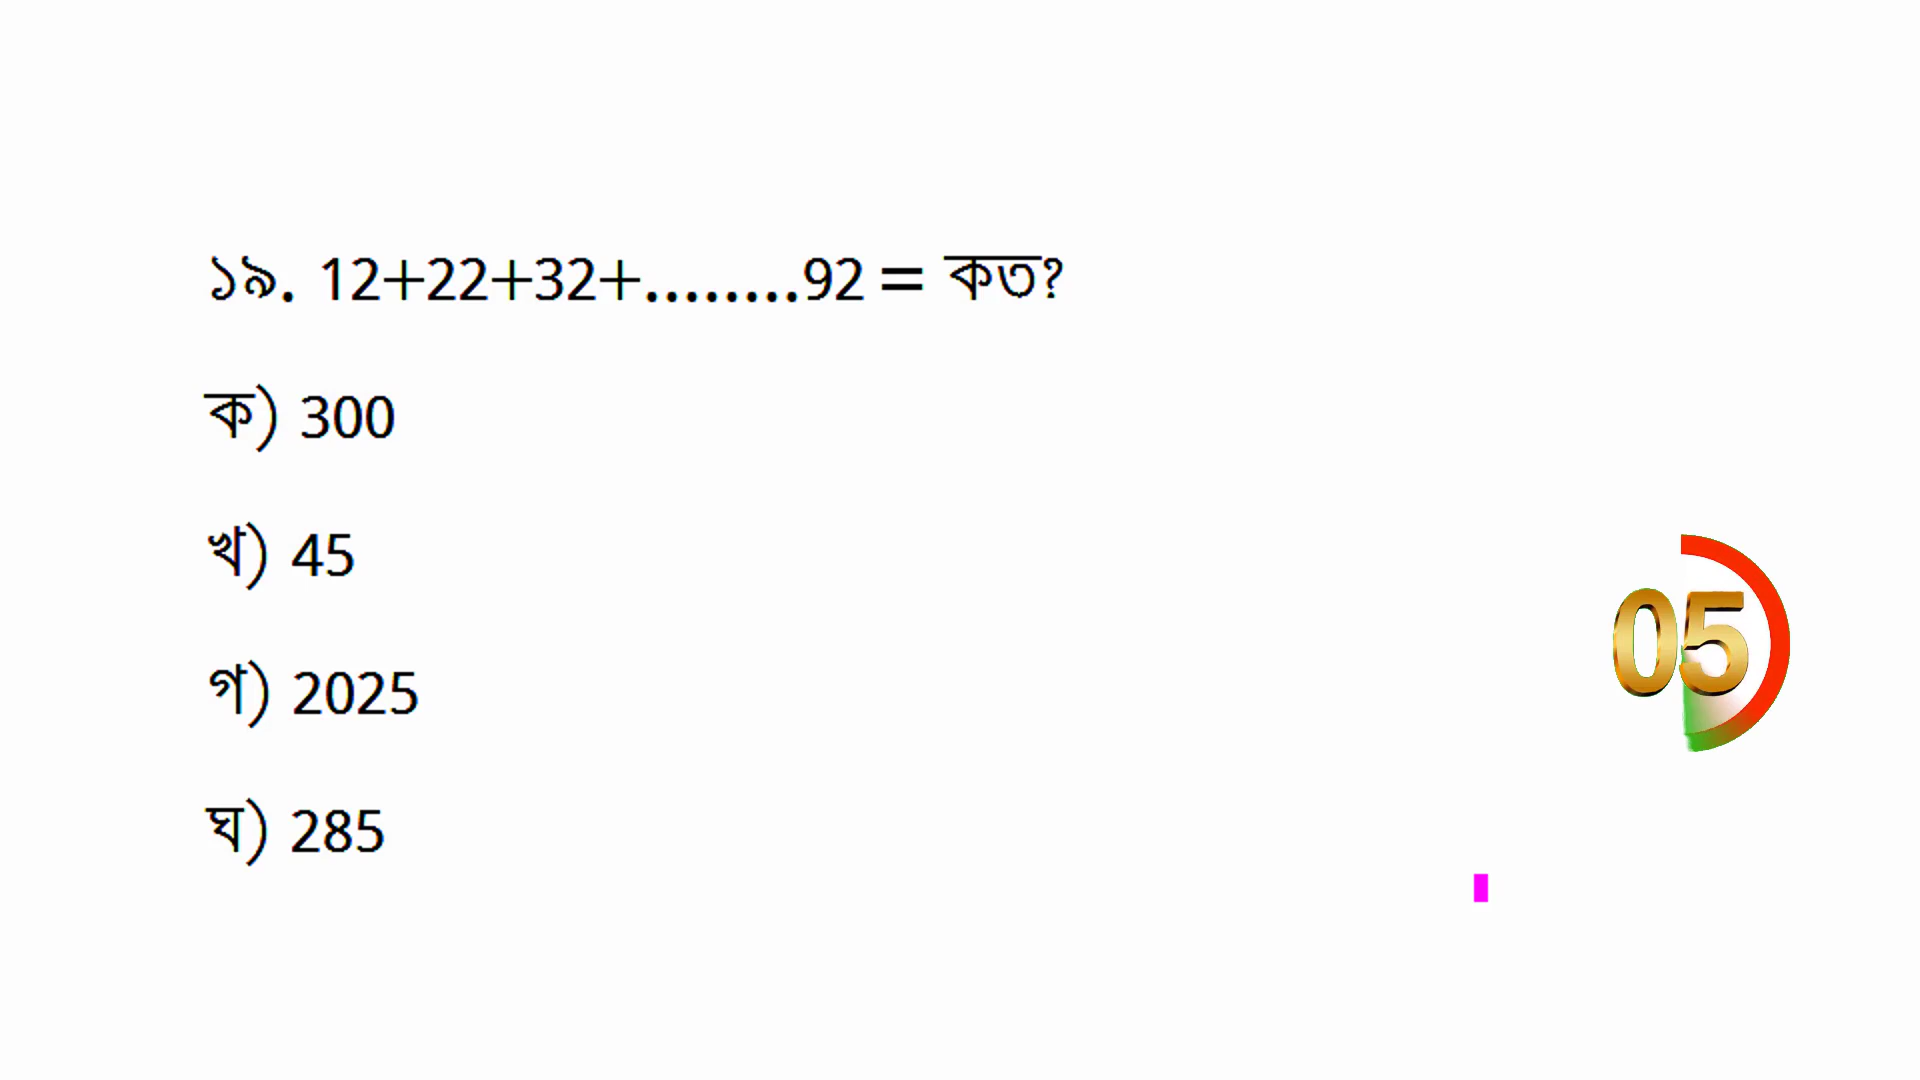 ১৯. 12+22+32+........92 = কত?
ক) 300
খ) 45
গ) 2025
ঘ) 285
05